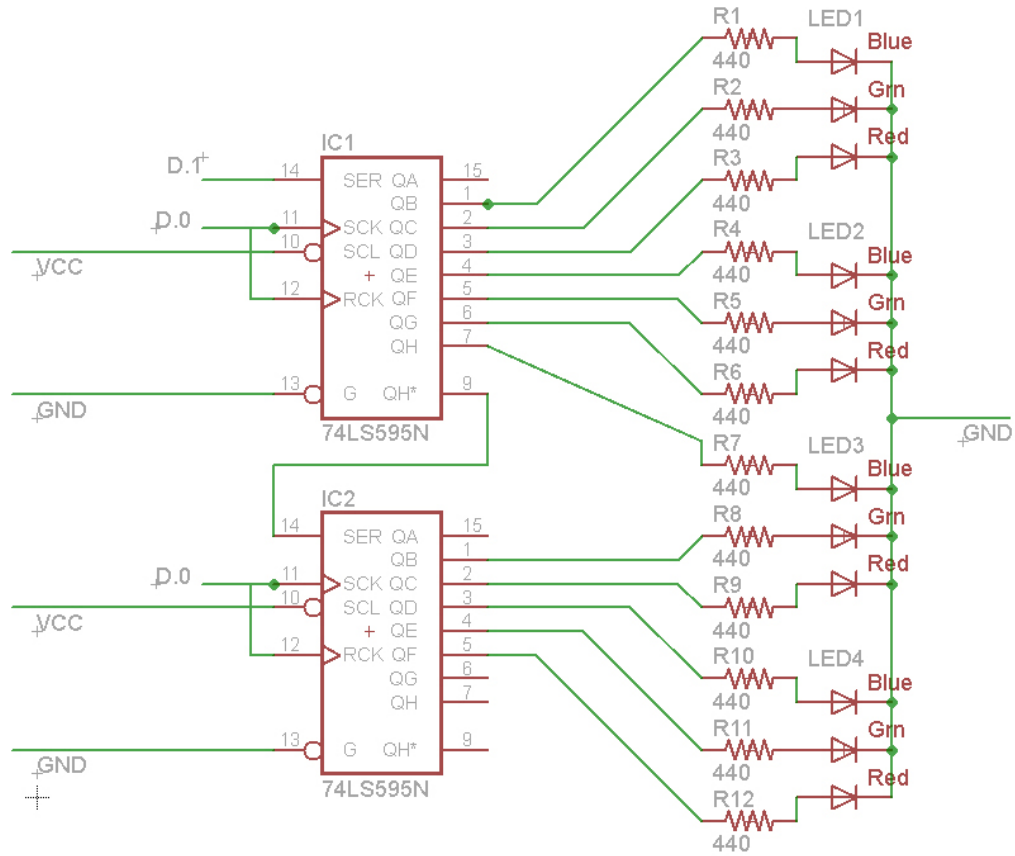 R1
LED1
440
Blue
R2
Grn
440
Red
R3
440
IC1
D.1
14
SER QA
15
QB
1
D.0
11
SCK QC
2
10
SCL QD
3
VCC
QE
4
12
RCK QF
5
QG
6
QH
7
13
G QH*
9
GND
74LS595N
R4
LED2
440
Blue
R5
Grn
440
Red
R6
440
GND
R7
LED3
440
Blue
R8
Grn
440
Red
R9
440
IC2
14
SER QA
15
QB
1
D.0
11
SCK QC
2
10
SCL QD
3
VCC
QE
4
12
RCK QF
5
QG
6
QH
7
13
G QH*
9
GND
74LS595N
R10
LED4
440
Blue
R11
Grn
440
Red
R12
440